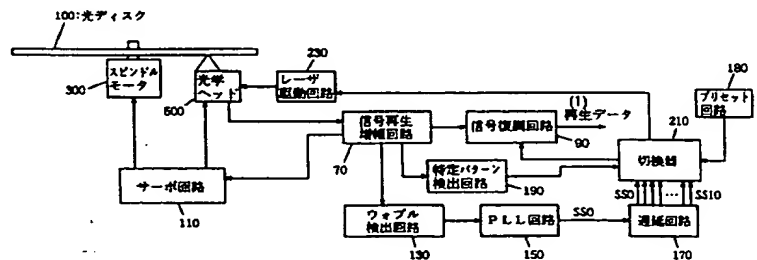 100:光ディスク
スピンドル
モータ
300
光学
ヘッド
500
230
レーザ
駆動回路
信号再生
増幅回路
70
信号復調回路
90
(1)
再生データ
180
プリセット
回路
210
切換器
特定パターン
検出回路
190
サーボ回路
110
ウォブル
検出回路
130
PLL回路
150
SS0
SS0
...
SS10
遅延回路
170